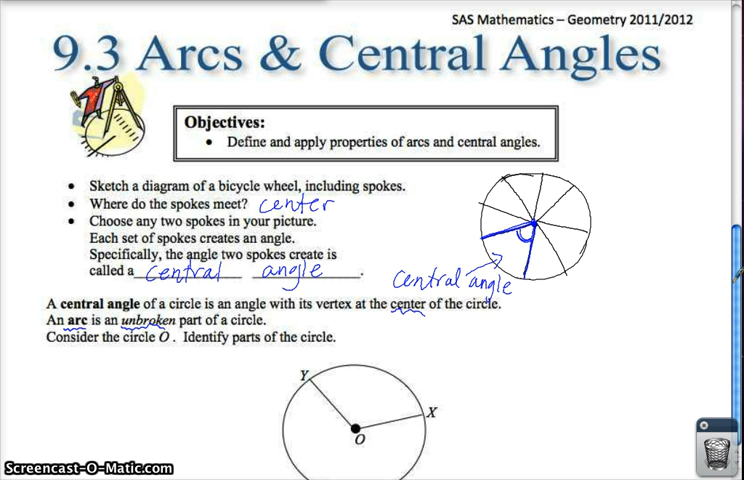 SAS Mathematics – Geometry 2011/2012
9.3 Arcs & Central Angles
Objectives:
• Define and apply properties of arcs and central angles.
• Sketch a diagram of a bicycle wheel, including spokes.
• Where do the spokes meet? center
• Choose any two spokes in your picture.
Each set of spokes creates an angle.
Specifically, the angle two spokes create is
called a central angle.
central angle
A central angle of a circle is an angle with its vertex at the center of the circle.
An arc is an unbroken part of a circle.
Consider the circle O. Identify parts of the circle.
Y
X
O
Screencast-O-Matic.com